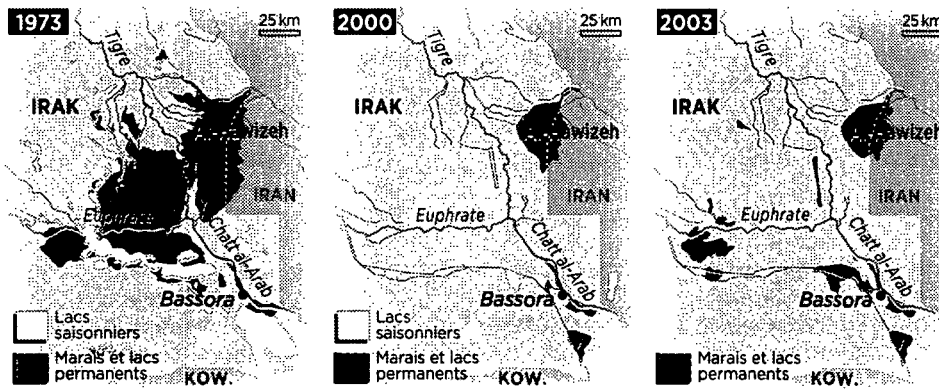 1973
25 km
Tigre
IRAK
IRAN
Euphrate
Chatt al-Arab
Bassora
Lacs
saisonniers
Marais et lacs
permanents
KOW.
2000
25 km
Tigre
IRAK
IRAN
Euphrate
Chatt al-Arab
Bassora
Lacs
saisonniers
Marais et lacs
permanents
KOW.
2003
25 km
Tigre
IRAK
IRAN
Euphrate
Chatt al-Arab
Bassora
Marais et lacs
permanents
KOW.